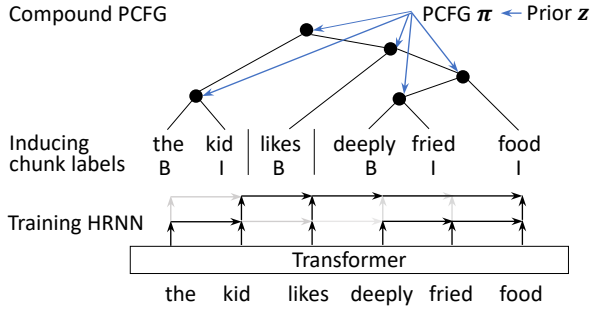 Compound PCFG
PCFG π ← Prior z
Inducing chunk labels
the kid likes deeply fried food
B I B B I I
Training HRNN
Transformer
the kid likes deeply fried food